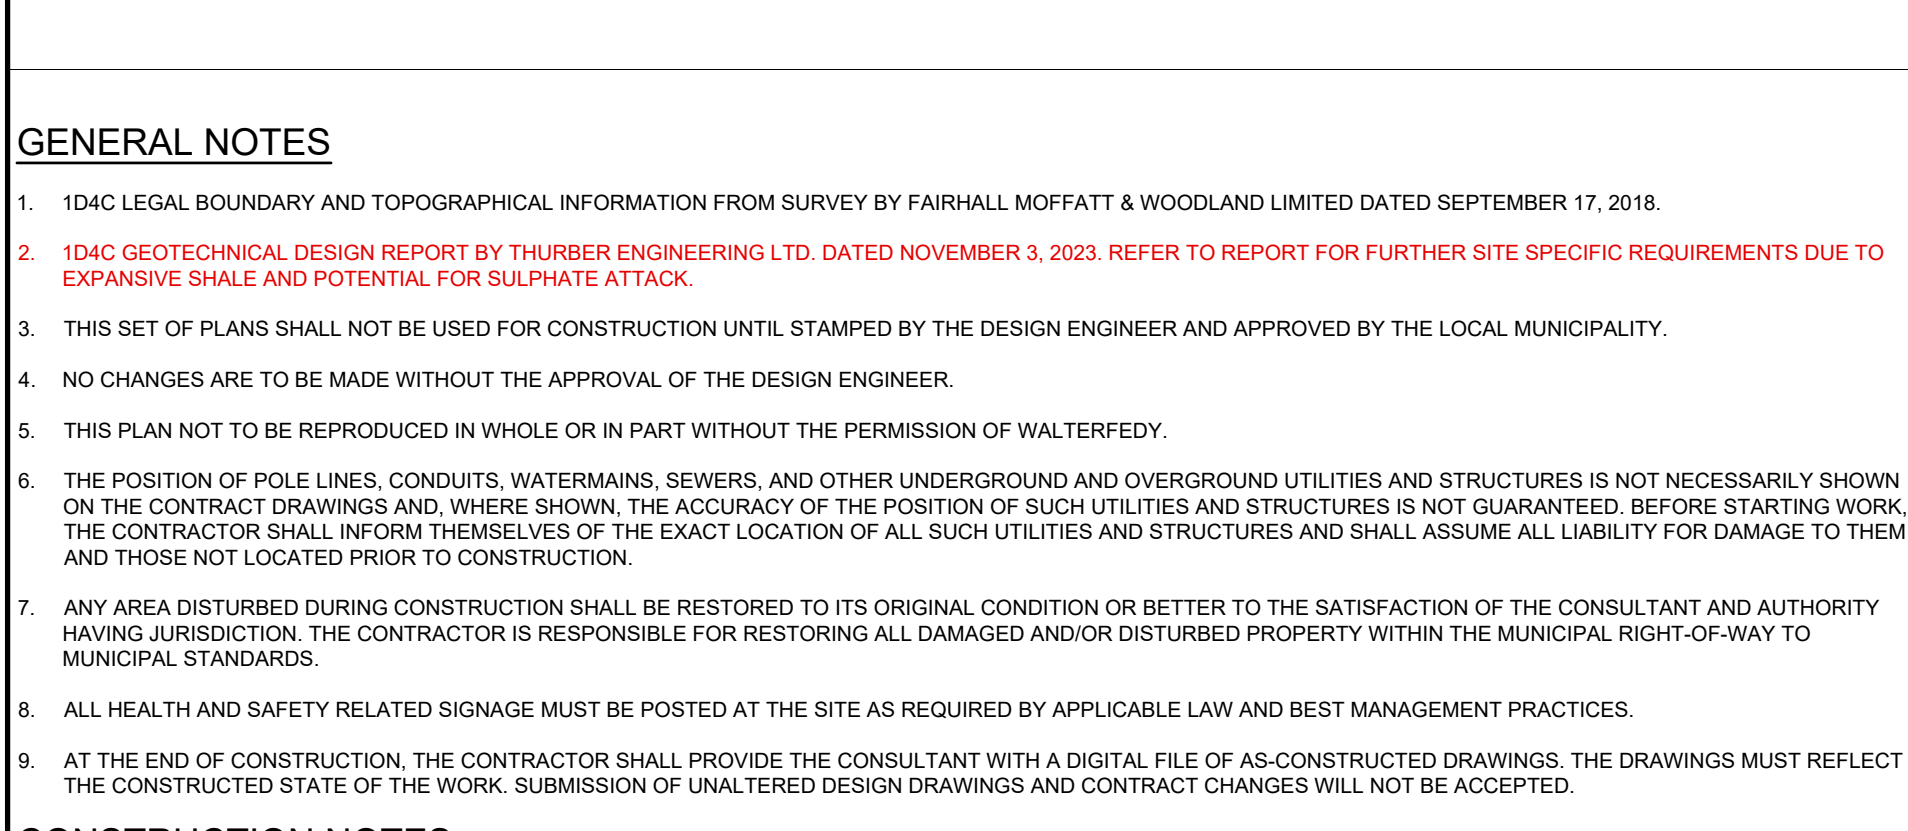 GENERAL NOTES
1. 1D4C LEGAL BOUNDARY AND TOPOGRAPHICAL INFORMATION FROM SURVEY BY FAIRHALL MOFFATT & WOODLAND LIMITED DATED SEPTEMBER 17, 2018.
2. 1D4C GEOTECHNICAL DESIGN REPORT BY THURBER ENGINEERING LTD. DATED NOVEMBER 3, 2023. REFER TO REPORT FOR FURTHER SITE SPECIFIC REQUIREMENTS DUE TO
EXPANSIVE SHALE AND POTENTIAL FOR SULPHATE ATTACK.
3. THIS SET OF PLANS SHALL NOT BE USED FOR CONSTRUCTION UNTIL STAMPED BY THE DESIGN ENGINEER AND APPROVED BY THE LOCAL MUNICIPALITY.
4. NO CHANGES ARE TO BE MADE WITHOUT THE APPROVAL OF THE DESIGN ENGINEER.
5. THIS PLAN NOT TO BE REPRODUCED IN WHOLE OR IN PART WITHOUT THE PERMISSION OF WALTERFEDY.
6. THE POSITION OF POLE LINES, CONDUITS, WATERMAINS, SEWERS, AND OTHER UNDERGROUND AND OVERGROUND UTILITIES AND STRUCTURES IS NOT NECESSARILY SHOWN
ON THE CONTRACT DRAWINGS AND, WHERE SHOWN, THE ACCURACY OF THE POSITION OF SUCH UTILITIES AND STRUCTURES IS NOT GUARANTEED. BEFORE STARTING WORK,
THE CONTRACTOR SHALL INFORM THEMSELVES OF THE EXACT LOCATION OF ALL SUCH UTILITIES AND STRUCTURES AND SHALL ASSUME ALL LIABILITY FOR DAMAGE TO THEM
AND THOSE NOT LOCATED PRIOR TO CONSTRUCTION.
7. ANY AREA DISTURBED DURING CONSTRUCTION SHALL BE RESTORED TO ITS ORIGINAL CONDITION OR BETTER TO THE SATISFACTION OF THE CONSULTANT AND AUTHORITY
HAVING JURISDICTION. THE CONTRACTOR IS RESPONSIBLE FOR RESTORING ALL DAMAGED AND/OR DISTURBED PROPERTY WITHIN THE MUNICIPAL RIGHT-OF-WAY TO
MUNICIPAL STANDARDS.
8. ALL HEALTH AND SAFETY RELATED SIGNAGE MUST BE POSTED AT THE SITE AS REQUIRED BY APPLICABLE LAW AND BEST MANAGEMENT PRACTICES.
9. AT THE END OF CONSTRUCTION, THE CONTRACTOR SHALL PROVIDE THE CONSULTANT WITH A DIGITAL FILE OF AS-CONSTRUCTED DRAWINGS. THE DRAWINGS MUST REFLECT
THE CONSTRUCTED STATE OF THE WORK. SUBMISSION OF UNALTERED DESIGN DRAWINGS AND CONTRACT CHANGES WILL NOT BE ACCEPTED.
CONSTRUCTION NOTES